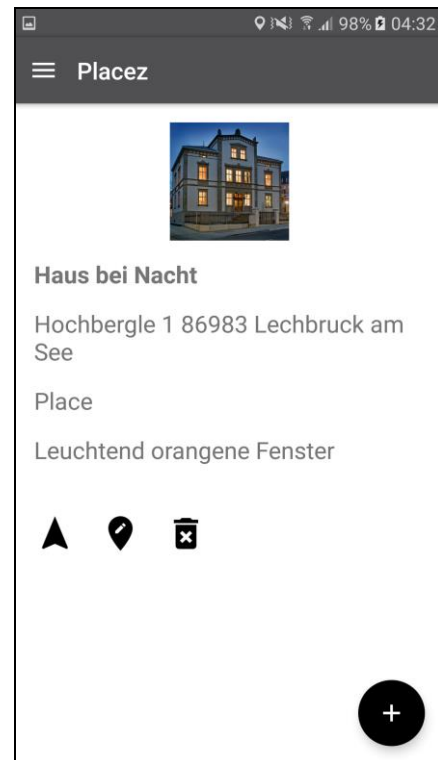 98% 04:32
Placez
Haus bei Nacht
Hochbergle 1 86983 Lechbruck am
See
Place
Leuchtend orangene Fenster